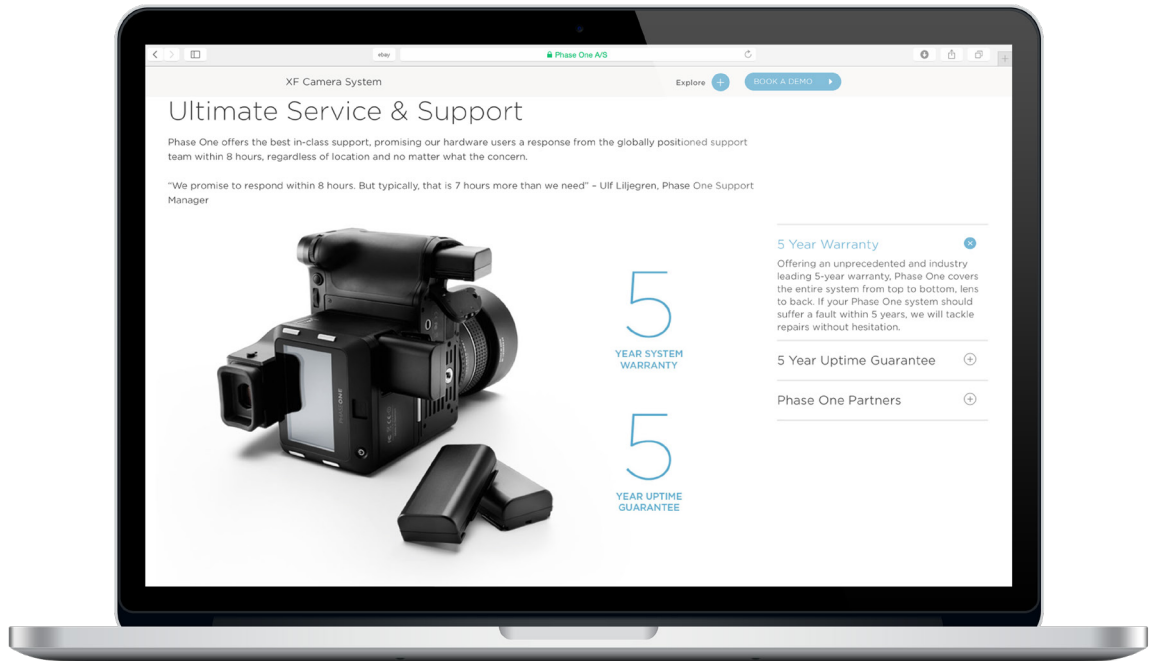 ebay
Phase One A/S
XF Camera System
Explore
BOOK A DEMO
Ultimate Service & Support
Phase One offers the best in-class support, promising our hardware users a response from the globally positioned support
team within 8 hours, regardless of location and no matter what the concern.
“We promise to respond within 8 hours. But typically, that is 7 hours more than we need” – Ulf Liljegren, Phase One Support
Manager
5
YEAR SYSTEM
WARRANTY
5
YEAR UPTIME
GUARANTEE
5 Year Warranty
Offering an unprecedented and industry
leading 5-year warranty, Phase One covers
the entire system from top to bottom, lens
to back. If your Phase One system should
suffer a fault within 5 years, we will tackle
repairs without hesitation.
5 Year Uptime Guarantee
Phase One Partners
PHASEONE